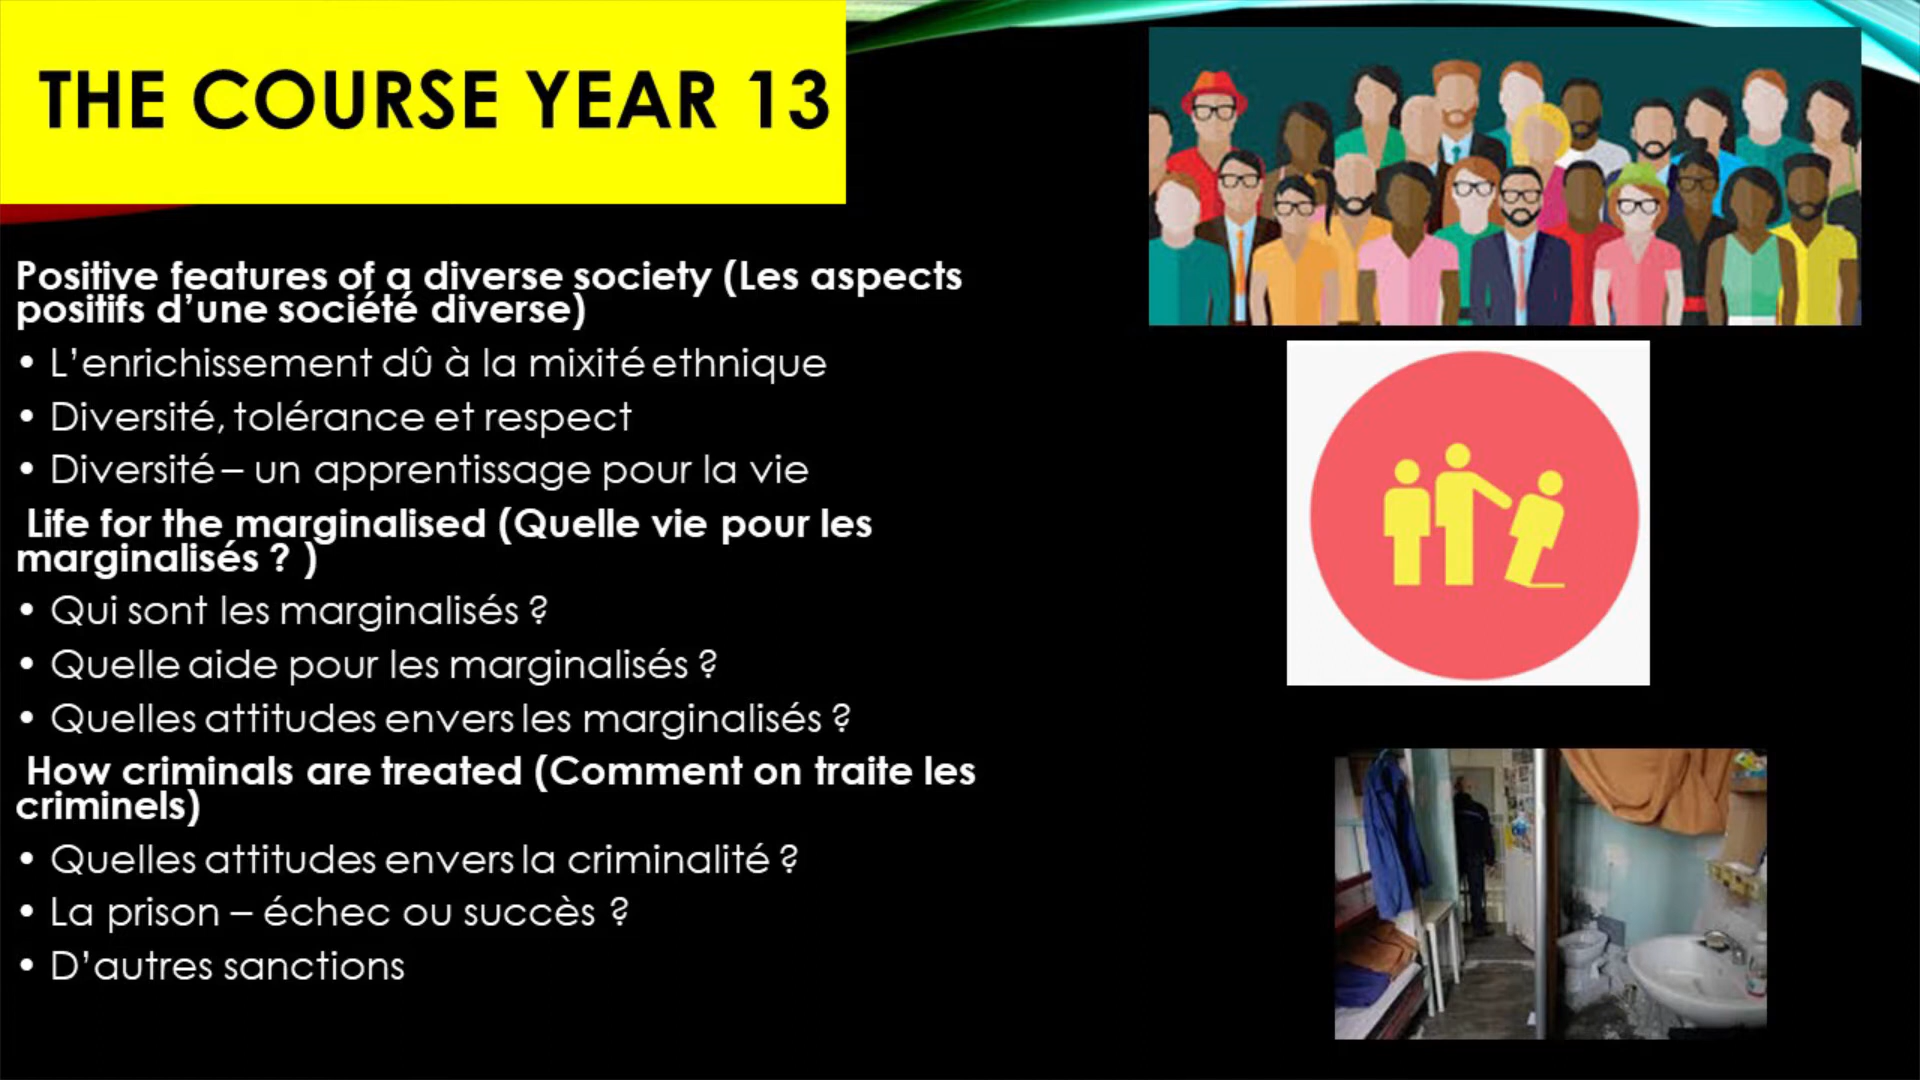 THE COURSE YEAR 13
Positive features of a diverse society (Les aspects
positifs d’une société diverse)
• L’enrichissement dû à la mixité ethnique
• Diversité, tolérance et respect
• Diversité – un apprentissage pour la vie
Life for the marginalised (Quelle vie pour les
marginalisés ? )
• Qui sont les marginalisés ?
• Quelle aide pour les marginalisés ?
• Quelles attitudes envers les marginalisés ?
How criminals are treated (Comment on traite les
criminels)
• Quelles attitudes envers la criminalité ?
• La prison – échec ou succès ?
• D’autres sanctions